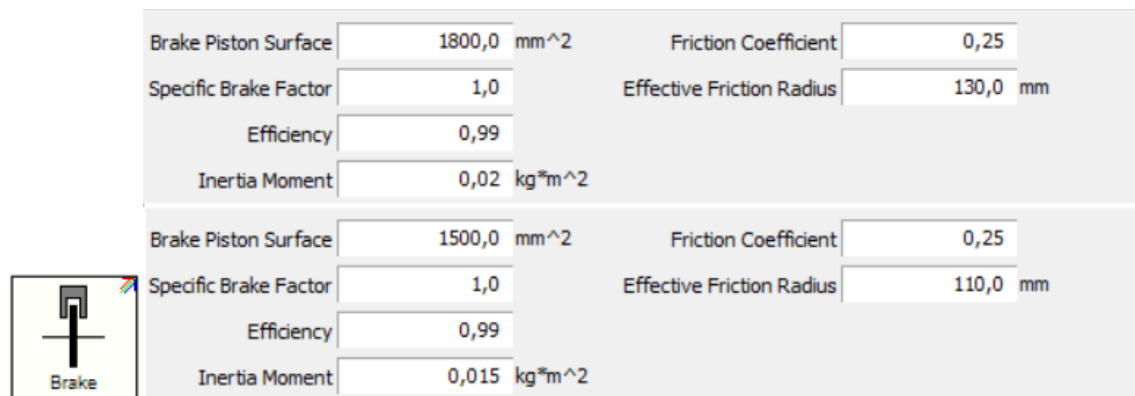 Brake Piston Surface 1800,0 mm^2 Friction Coefficient 0,25
Specific Brake Factor 1,0 Effective Friction Radius 130,0 mm
Efficiency 0,99
Inertia Moment 0,02 kg*m^2
Brake Piston Surface 1500,0 mm^2 Friction Coefficient 0,25
Specific Brake Factor 1,0 Effective Friction Radius 110,0 mm
Efficiency 0,99
Inertia Moment 0,015 kg*m^2
Brake